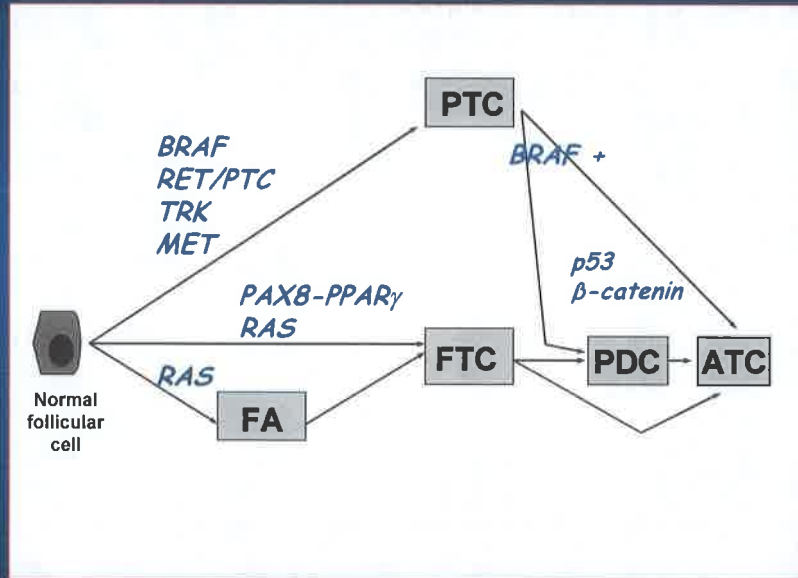 PTC
BRAF
RET/PTC
TRK
MET
BRAF +
p53
β-catenin
PAX8-PPARγ
RAS
FTC
PDC
ATC
RAS
FA
Normal
follicular
cell